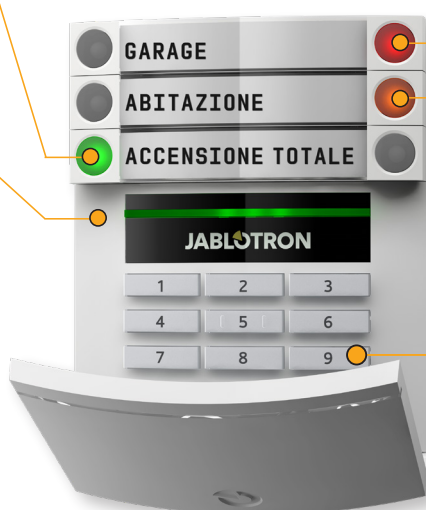 GARAGE
ABITAZIONE
ACCENSIONE TOTALE
JABLOTRON
1 2 3
4 5 6
7 8 9